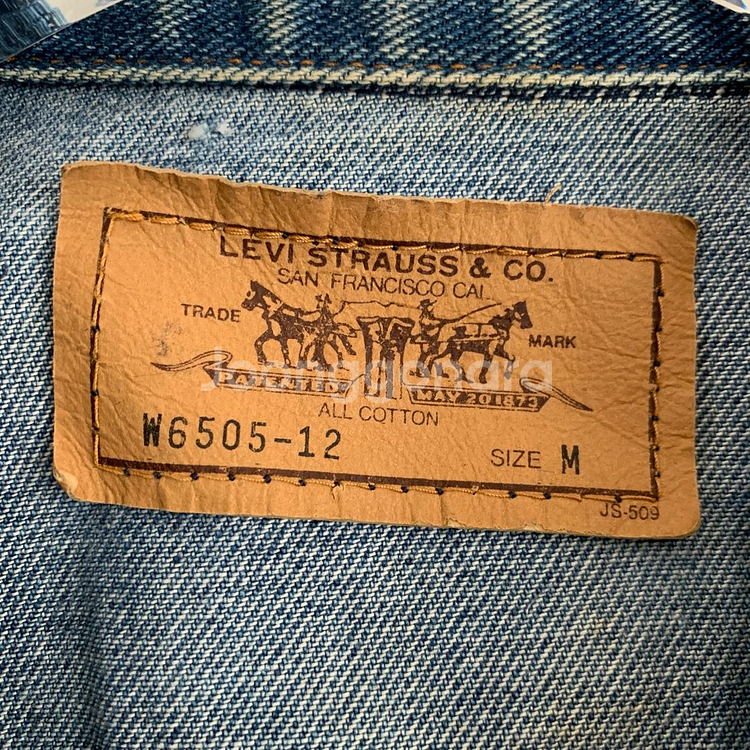 LEVI STRAUSS & CO.
SAN FRANCISCO CAL.
TRADE MARK
PATENTED MAY 20 1873
Joonggonara
ALL COTTON
W6505-12 SIZE M
JS-509